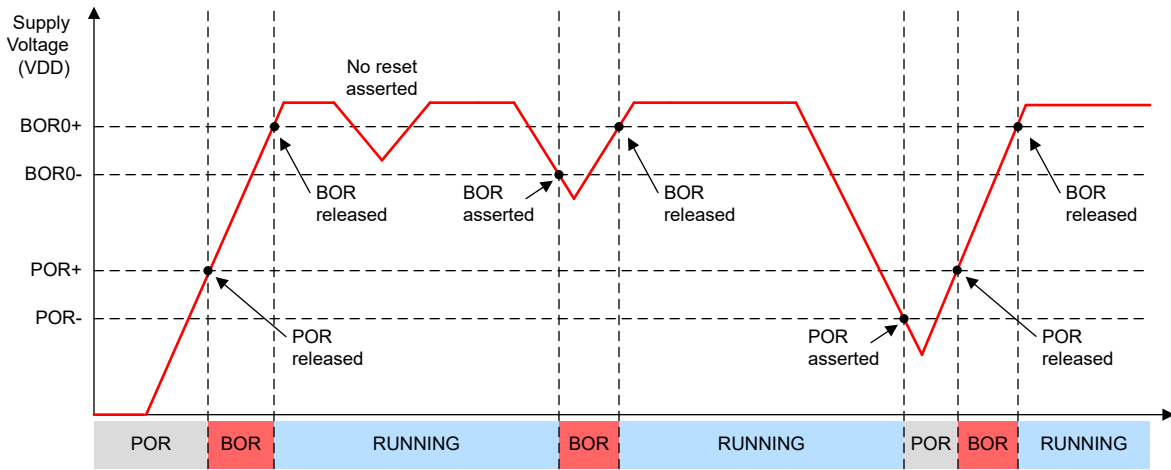 Supply
Voltage
(VDD)
No reset
asserted
BOR0+
BOR0-
BOR
released
BOR
asserted
BOR
released
BOR
released
POR+
POR-
POR
released
POR
asserted
POR
released
POR
BOR
RUNNING
BOR
RUNNING
POR
BOR
RUNNING